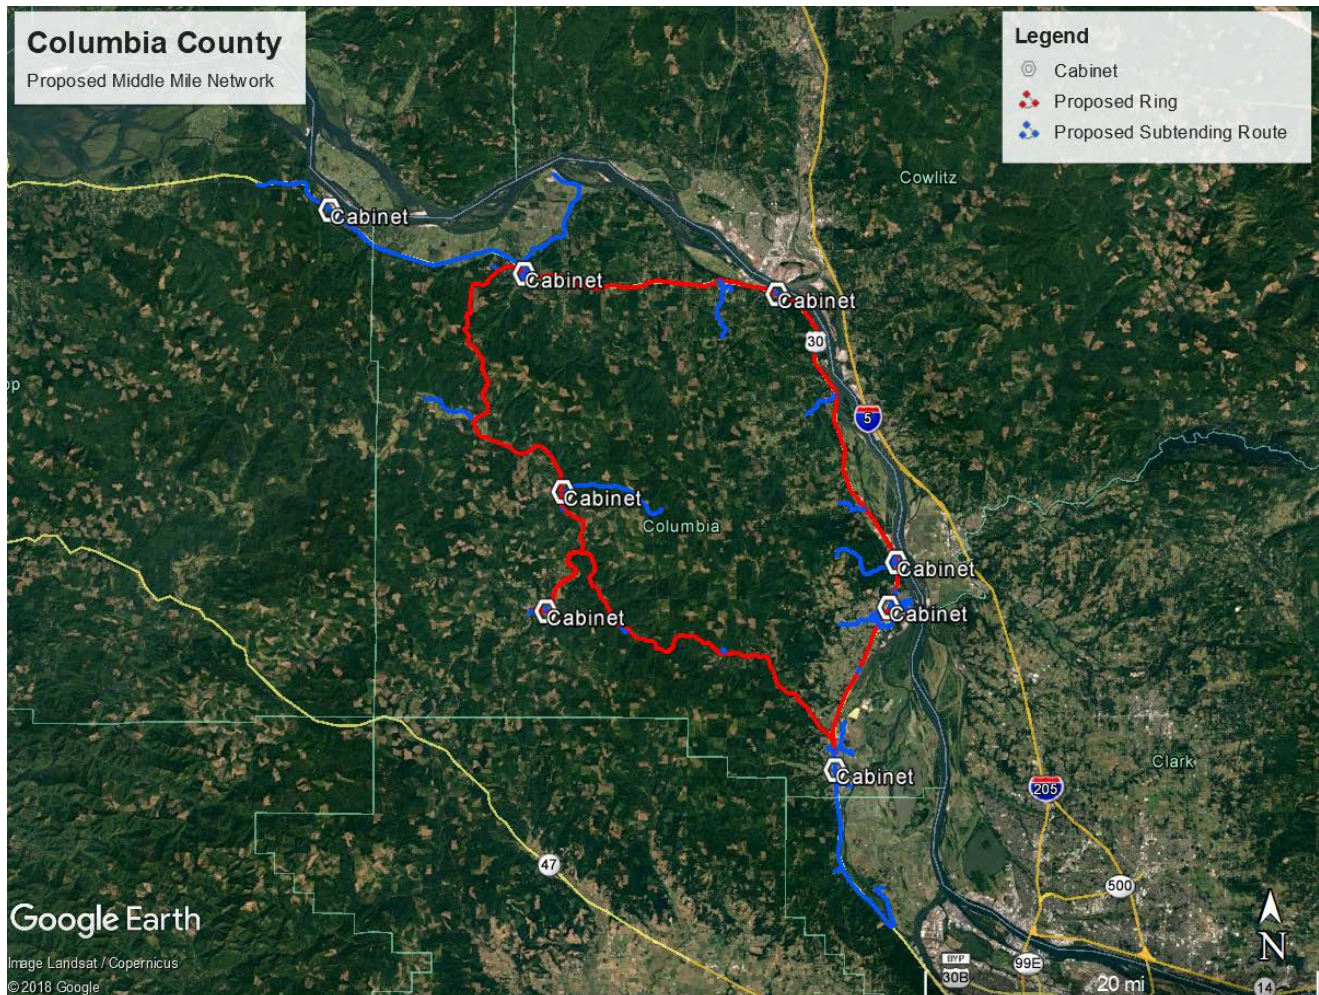 Columbia County
Proposed Middle Mile Network
Legend
Cabinet
Proposed Ring
Proposed Subtending Route
Cowlitz
Cabinet
Cabinet
Cabinet
30
5
op
Cabinet
Columbia
Cabinet
Cabinet
Cabinet
Cabinet
Clark
205
47
500
Google Earth
N
Image Landsat / Copernicus
© 2018 Google
BYP
30B
99E
20 mi
14